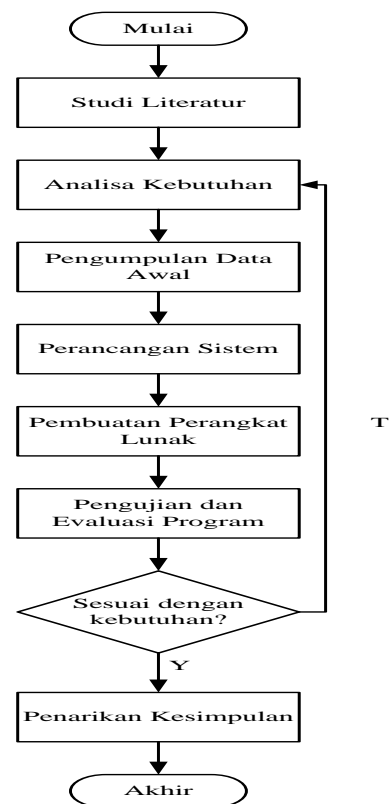 Mulai
Studi Literatur
Analisa Kebutuhan
Pengumpulan Data
Awal
Perancangan Sistem
Pembuatan Perangkat
Lunak
T
Pengujian dan
Evaluasi Program
Sesuai dengan
kebutuhan?
Y
Penarikan Kesimpulan
Akhir